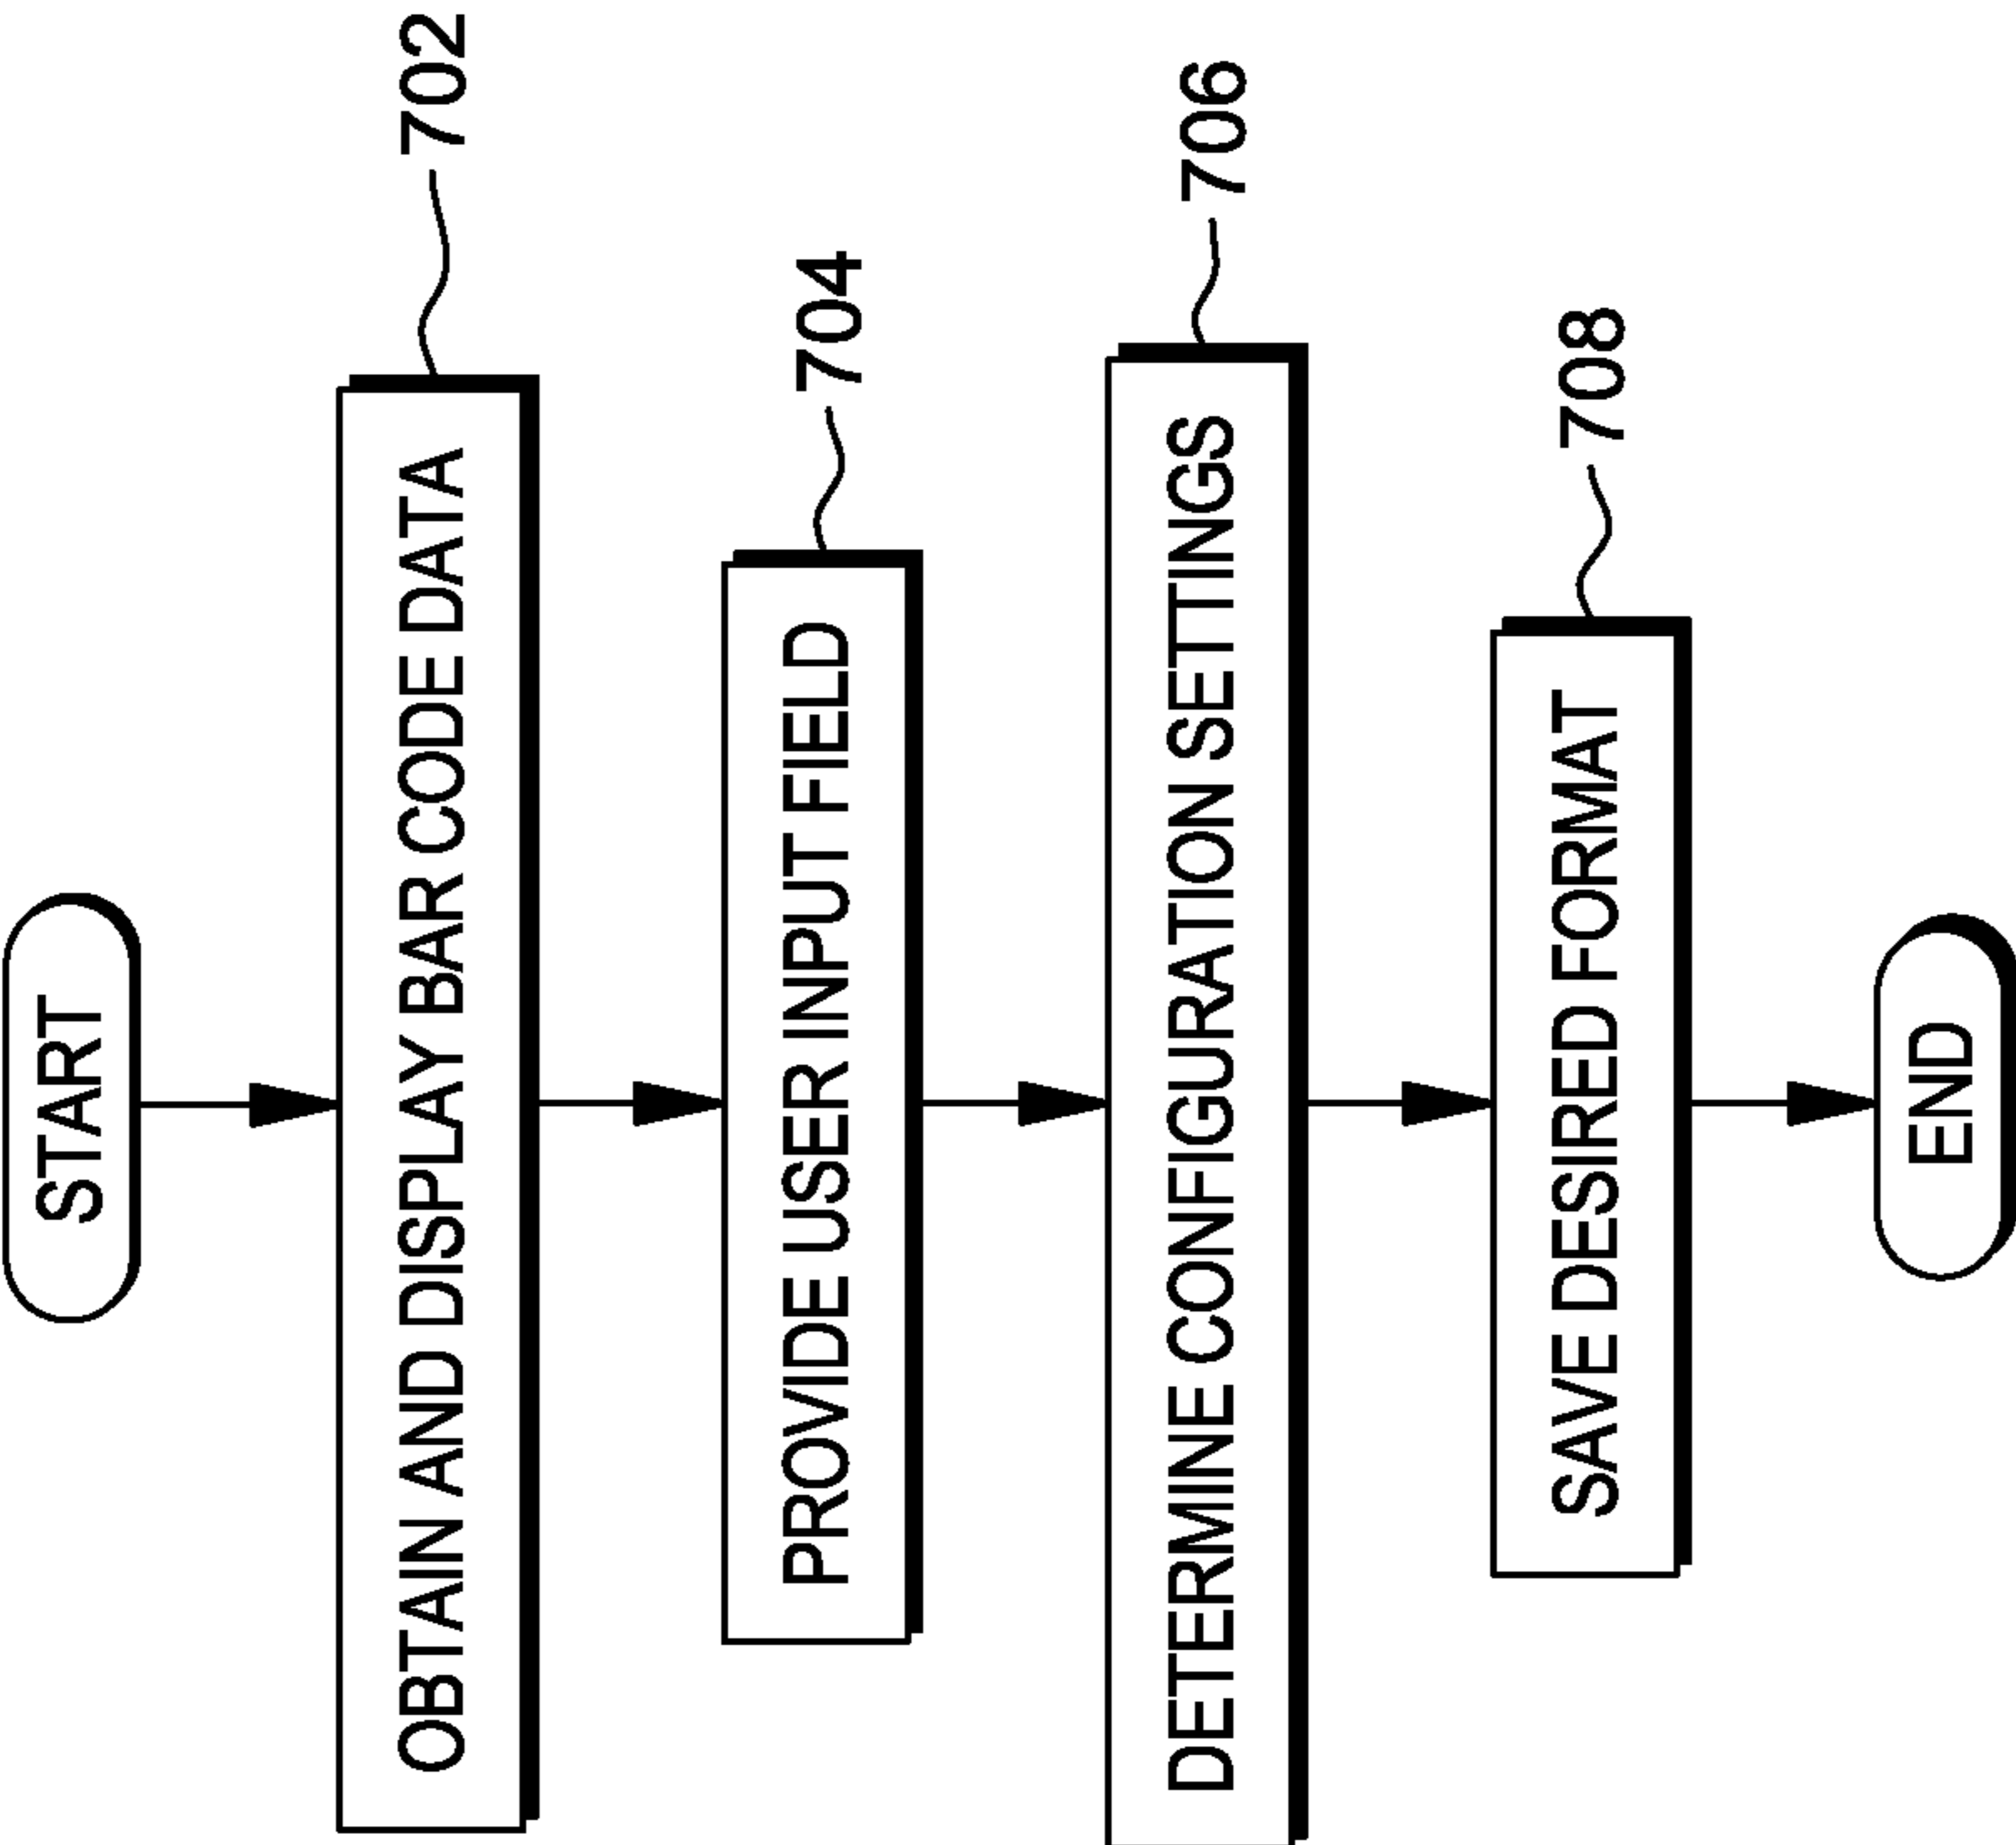 START
OBTAIN AND DISPLAY BAR CODE DATA
702
PROVIDE USER INPUT FIELD
704
DETERMINE CONFIGURATION SETTINGS
706
SAVE DESIRED FORMAT
708
END